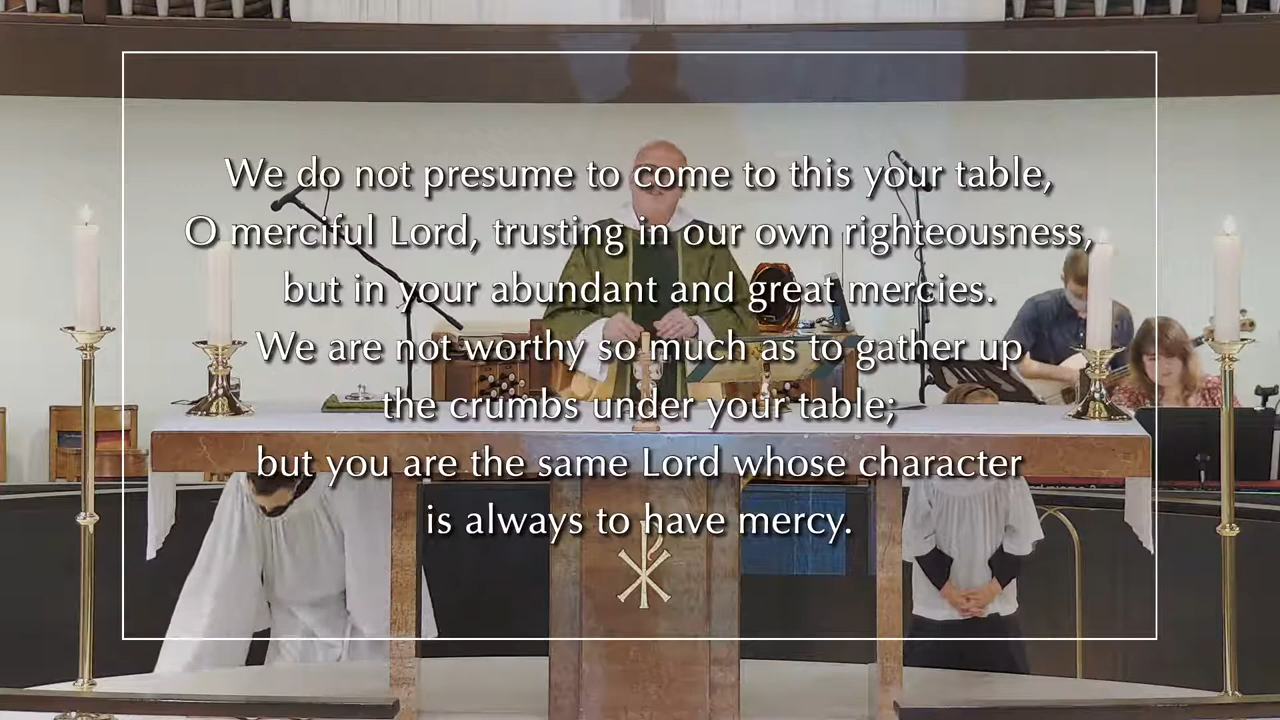 We do not presume to come to this your table,
O merciful Lord, trusting in our own righteousness,
but in your abundant and great mercies.
We are not worthy so much as to gather up
the crumbs under your table;
but you are the same Lord whose character
is always to have mercy.